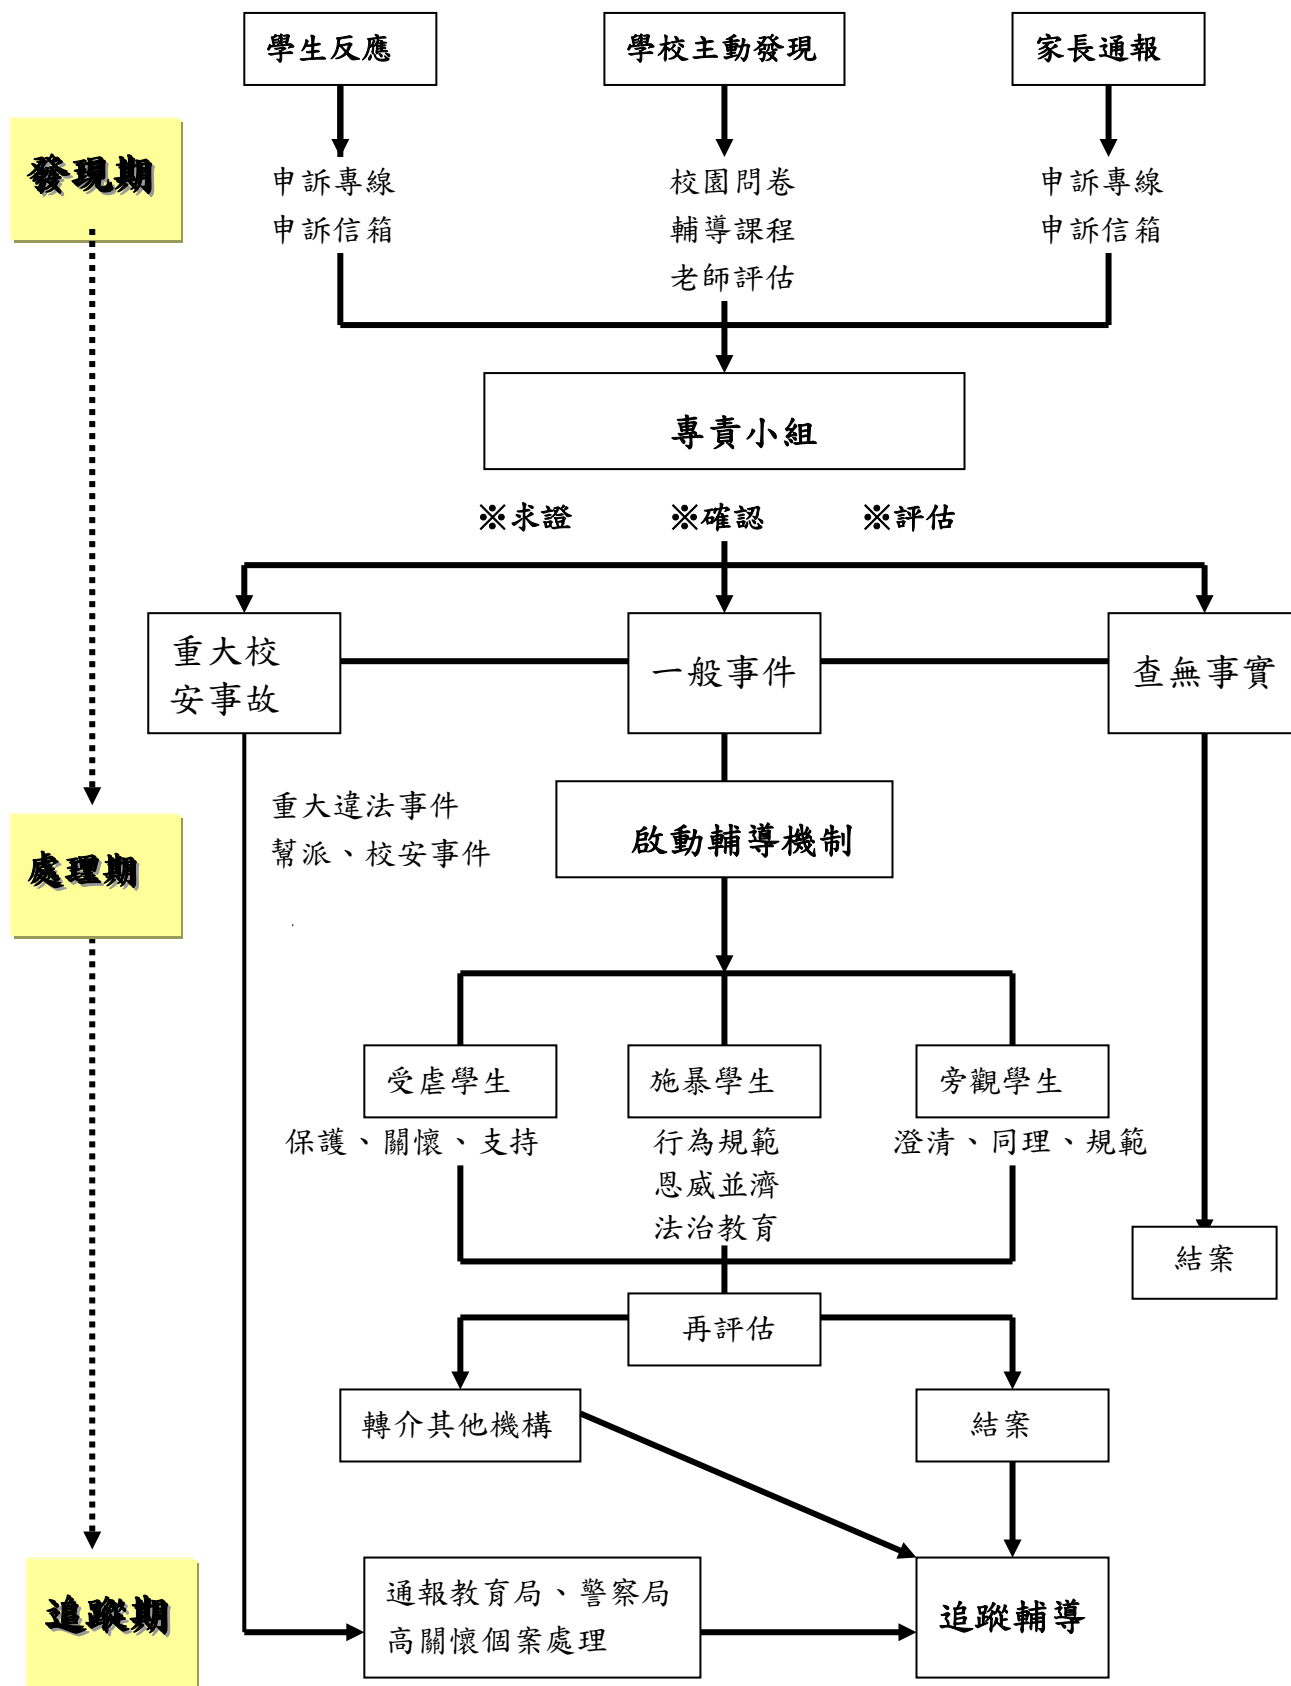 學生反應
學校主動發現
家長通報
發現期
申訴專線
申訴信箱
校園問卷
輔導課程
老師評估
申訴專線
申訴信箱
專責小組
※求證
※確認
※評估
重大校
安事故
一般事件
查無事實
處理期
重大違法事件
幫派、校安事件
啟動輔導機制
受虐學生
施暴學生
旁觀學生
保護、關懷、支持
行為規範
恩威並濟
法治教育
澄清、同理、規範
結案
再評估
轉介其他機構
結案
追蹤期
通報教育局、警察局
高關懷個案處理
追蹤輔導